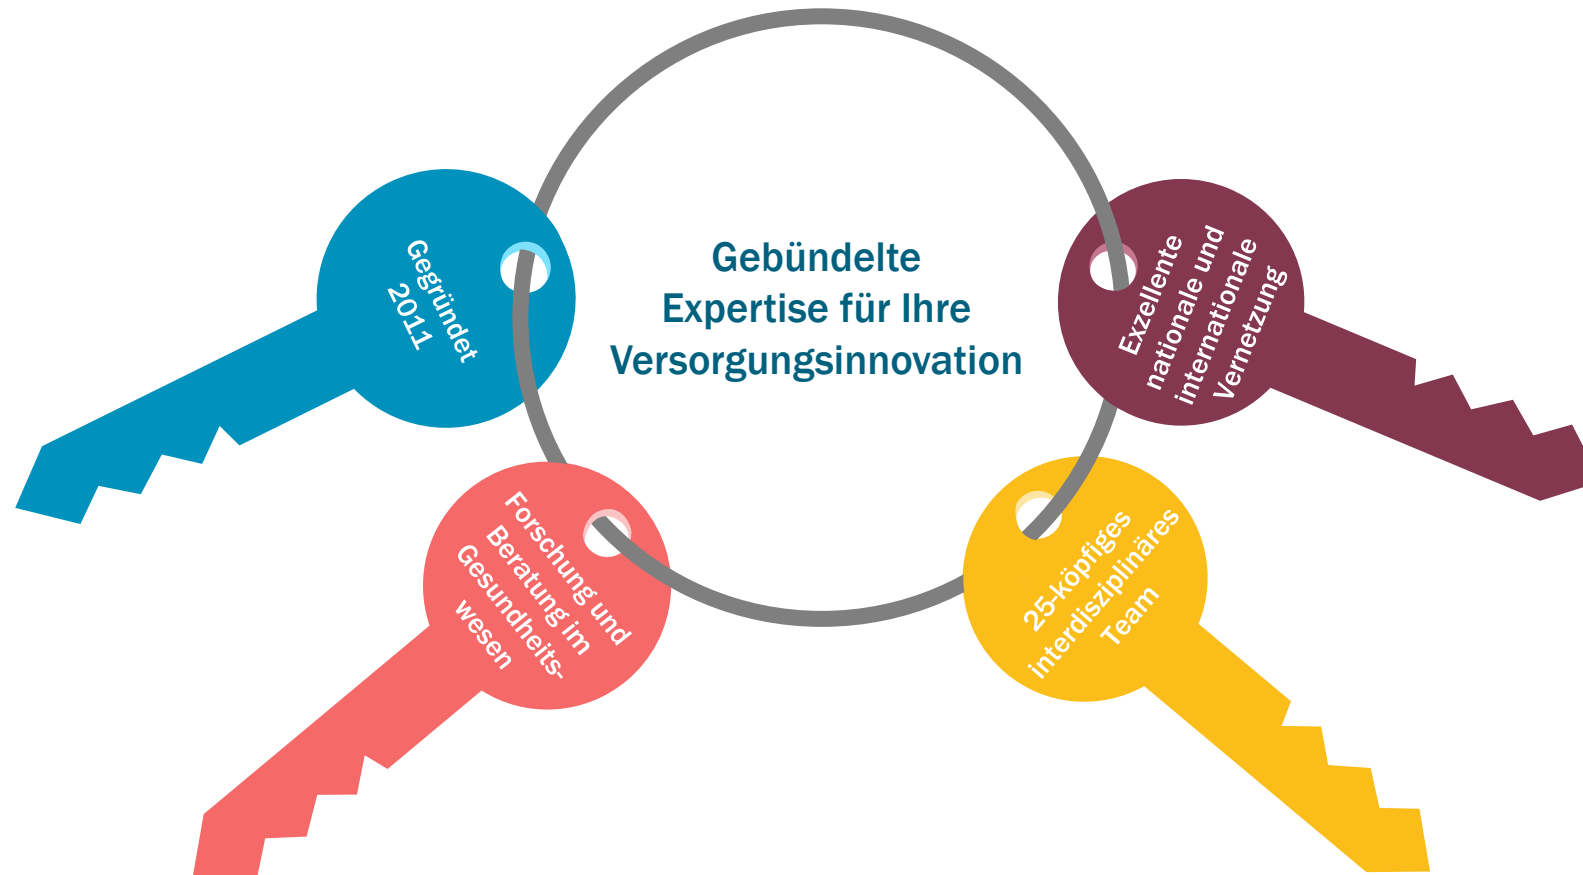 Gebündelte
Expertise für Ihre
Versorgungsinnovation
Gegründet
2011
Forschung und
Beratung im
Gesundheits-
wesen
25-köpfiges
interdisziplinäres
Team
Exzellente
nationale und
internationale
Vernetzung